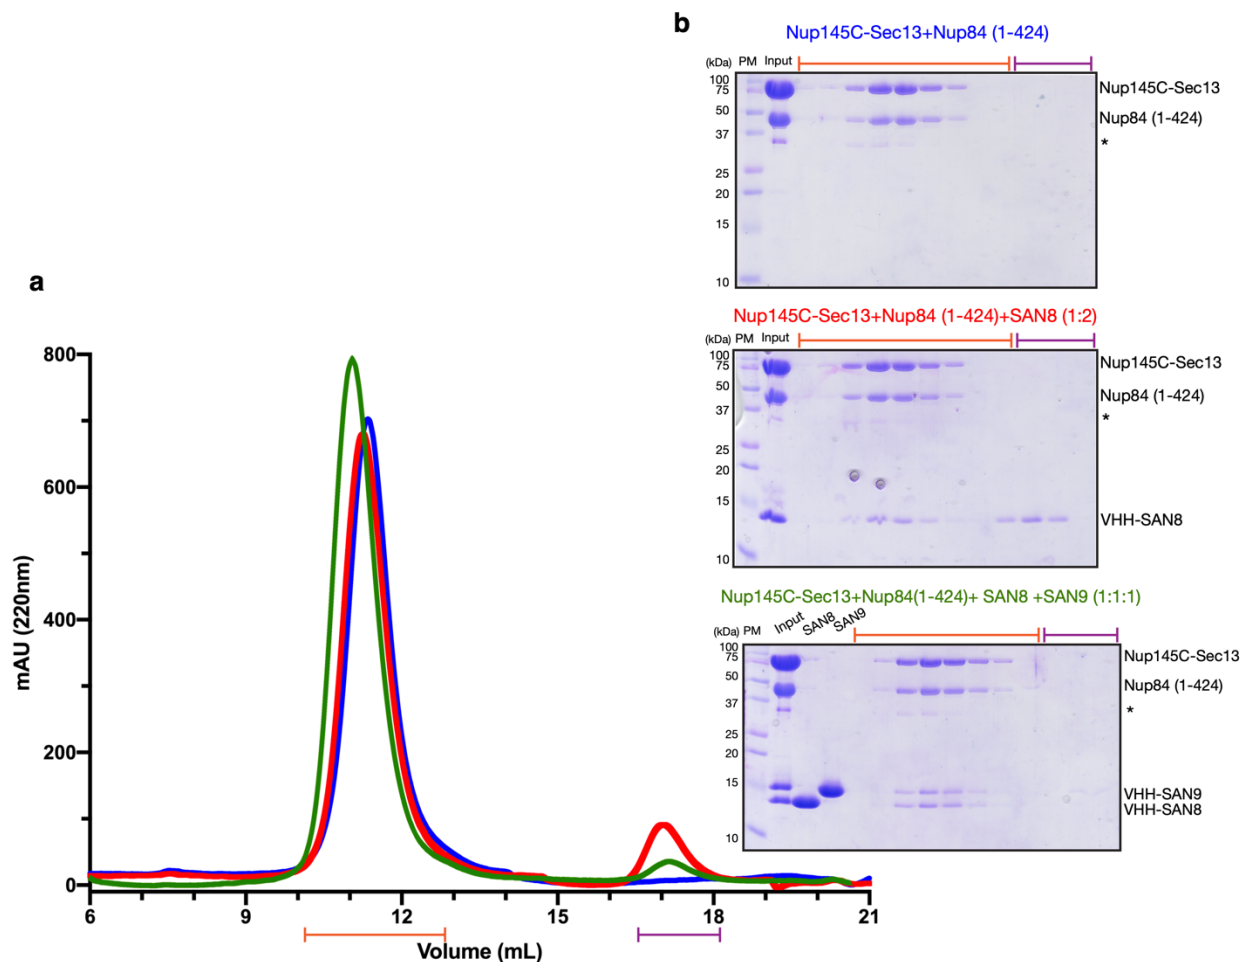 a
mAU (220nm)
800
600
400
200
0
6
9
12
15
18
21
Volume (mL)
b
Nup145C-Sec13+Nup84 (1-424)
(kDa) PM Input
100
75
50
37
25
20
15
10
Nup145C-Sec13
Nup84 (1-424)
*
Nup145C-Sec13+Nup84 (1-424)+SAN8 (1:2)
(kDa) PM Input
100
75
50
37
25
20
15
10
Nup145C-Sec13
Nup84 (1-424)
*
VHH-SAN8
Nup145C-Sec13+Nup84(1-424)+ SAN8 +SAN9 (1:1:1)
(kDa) PM Input SAN8 SAN9
100
75
50
37
25
20
15
10
Nup145C-Sec13
Nup84 (1-424)
*
VHH-SAN9
VHH-SAN8